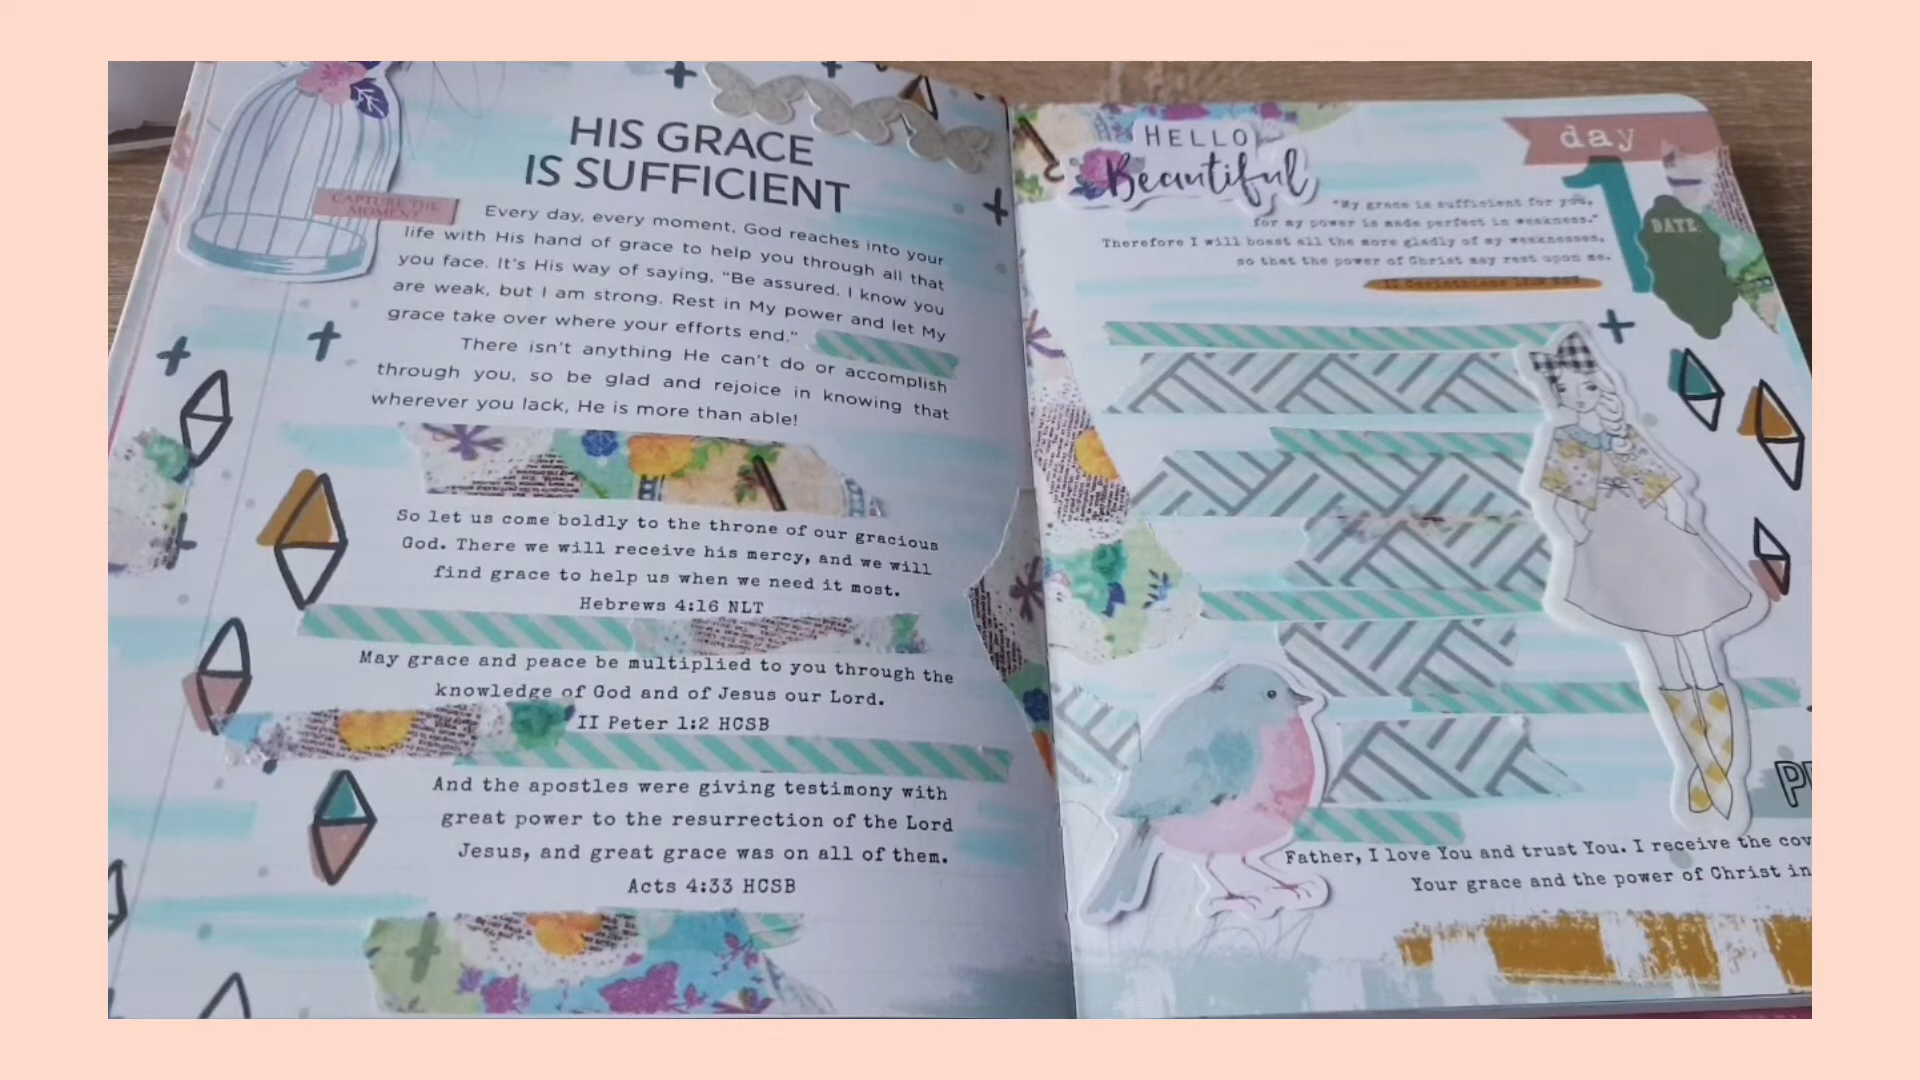 HIS GRACE
IS SUFFICIENT
CAPTURE THE
MOMENT
Every day, every moment, God reaches into your
life with His hand of grace to help you through all that
you face. It's His way of saying, "Be assured. I know you
are weak, but I am strong. Rest in My power and let My
grace take over where your efforts end."
There isn't anything He can't do or accomplish
through you, so be glad and rejoice in knowing that
wherever you lack, He is more than able!
So let us come boldly to the throne of our gracious
God. There we will receive his mercy, and we will
find grace to help us when we need it most.
Hebrews 4:16 NLT
May grace and peace be multiplied to you through the
knowledge of God and of Jesus our Lord.
II Peter 1:2 HCSB
And the apostles were giving testimony with
great power to the resurrection of the Lord
Jesus, and great grace was on all of them.
Acts 4:33 HCSB
HELLO
Beautiful
day
1
DATE
"My grace is sufficient for you,
for my power is made perfect in weakness."
Therefore I will boast all the more gladly of my weaknesses,
so that the power of Christ may rest upon me.
II Corinthians
Father, I love You and trust You. I receive the cov
Your grace and the power of Christ in